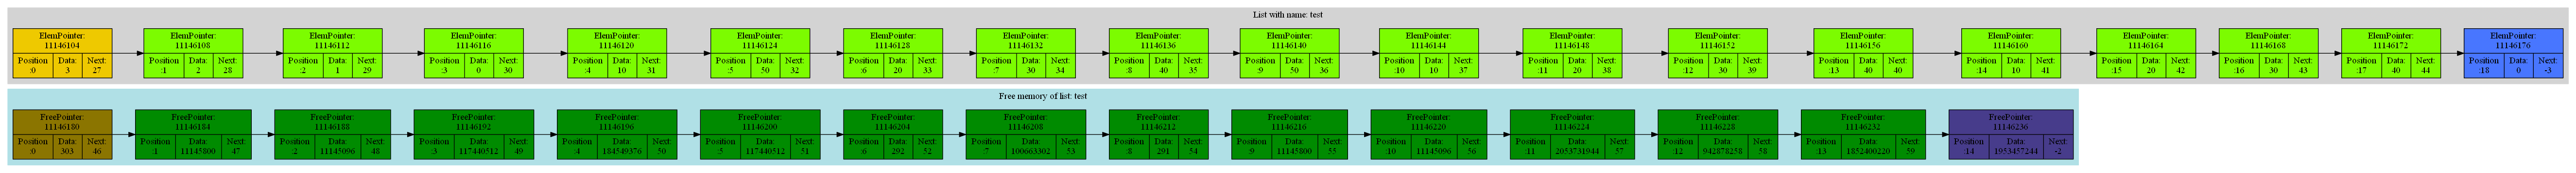 List with name: test
ElemPointer:
11146104
Position Data: Next:
:0 3 27
ElemPointer:
11146108
Position Data: Next:
:1 2 28
ElemPointer:
11146112
Position Data: Next:
:2 1 29
ElemPointer:
11146116
Position Data: Next:
:3 0 30
ElemPointer:
11146120
Position Data: Next:
:4 10 31
ElemPointer:
11146124
Position Data: Next:
:5 50 32
ElemPointer:
11146128
Position Data: Next:
:6 20 33
ElemPointer:
11146132
Position Data: Next:
:7 30 34
ElemPointer:
11146136
Position Data: Next:
:8 40 35
ElemPointer:
11146140
Position Data: Next:
:9 50 36
ElemPointer:
11146144
Position Data: Next:
:10 10 37
ElemPointer:
11146148
Position Data: Next:
:11 20 38
ElemPointer:
11146152
Position Data: Next:
:12 30 39
ElemPointer:
11146156
Position Data: Next:
:13 40 40
ElemPointer:
11146160
Position Data: Next:
:14 10 41
ElemPointer:
11146164
Position Data: Next:
:15 20 42
ElemPointer:
11146168
Position Data: Next:
:16 30 43
ElemPointer:
11146172
Position Data: Next:
:17 40 44
ElemPointer:
11146176
Position Data: Next:
:18 0 -3
Free memory of list: test
FreePointer:
11146180
Position Data: Next:
:0 303 46
FreePointer:
11146184
Position Data: Next:
:1 11145800 47
FreePointer:
11146188
Position Data: Next:
:2 11145096 48
FreePointer:
11146192
Position Data: Next:
:3 117440512 49
FreePointer:
11146196
Position Data: Next:
:4 184549376 50
FreePointer:
11146200
Position Data: Next:
:5 117440512 51
FreePointer:
11146204
Position Data: Next:
:6 292 52
FreePointer:
11146208
Position Data: Next:
:7 100663302 53
FreePointer:
11146212
Position Data: Next:
:8 291 54
FreePointer:
11146216
Position Data: Next:
:9 11145800 55
FreePointer:
11146220
Position Data: Next:
:10 11145096 56
FreePointer:
11146224
Position Data: Next:
:11 2053731944 57
FreePointer:
11146228
Position Data: Next:
:12 942878258 58
FreePointer:
11146232
Position Data: Next:
:13 1852400220 59
FreePointer:
11146236
Position Data: Next:
:14 1953457244 -2